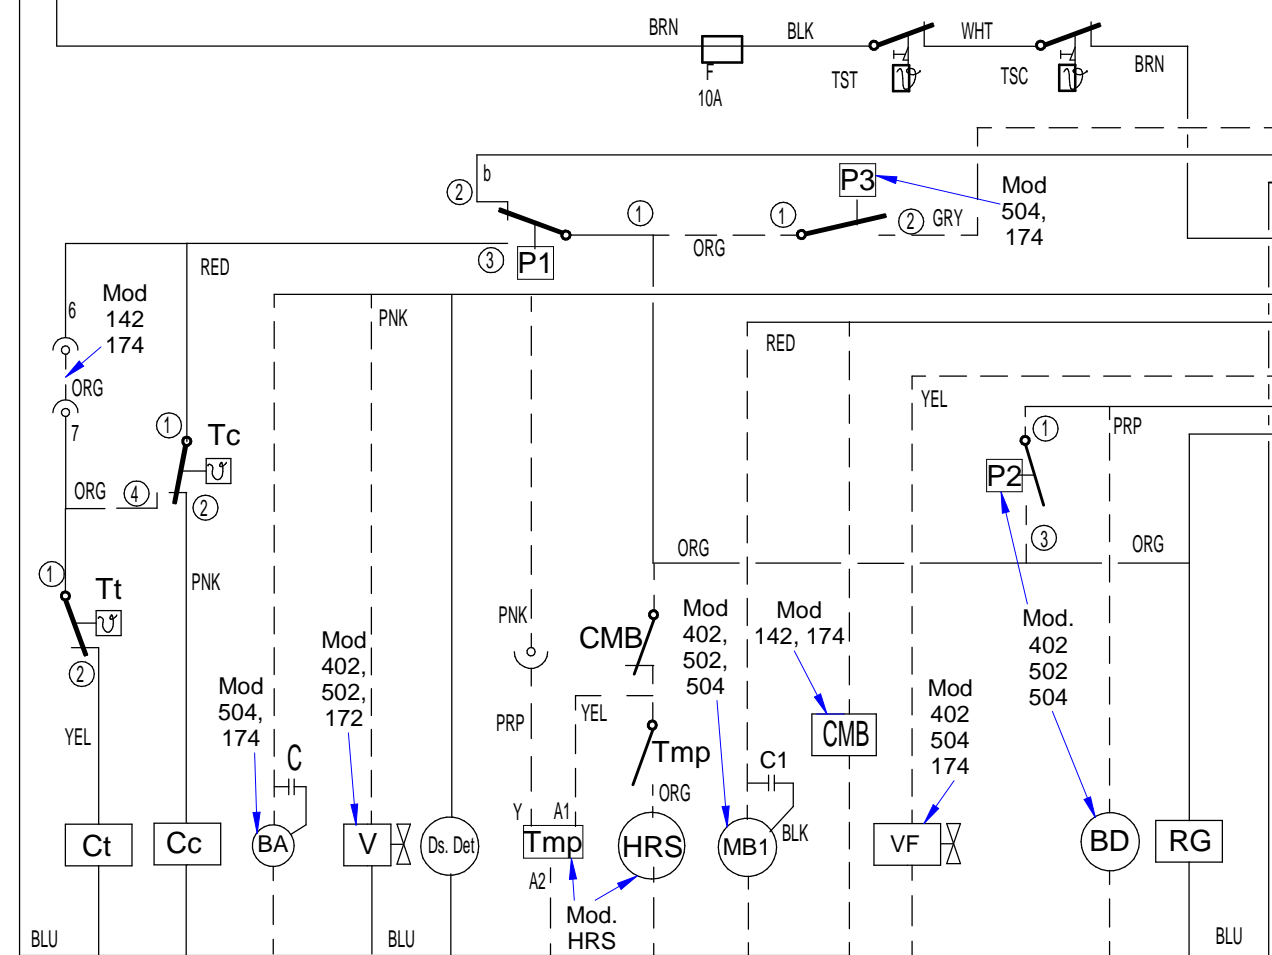 BRN
BLK
WHT
F
10A
TST
TSC
BRN
b
2
P3
Mod
504,
174
1
1
2
GRY
ORG
3
P1
RED
6
Mod
142
174
PNK
RED
ORG
YEL
7
1
Tc
1
PRP
P2
ORG
4
2
3
ORG
ORG
1
Tt
PNK
PNK
CMB
Mod
402,
502,
504
Mod
142, 174
Mod.
402
502
504
2
Mod
402,
502,
172
Mod
504,
174
Mod
402
504
174
YEL
PRP
YEL
CMB
Tmp
C
C1
ORG
Y
A1
BLK
Ct
Cc
BA
V
Ds. Det
Tmp
HRS
MB1
VF
BD
RG
A2
Mod.
HRS
BLU
BLU
BLU